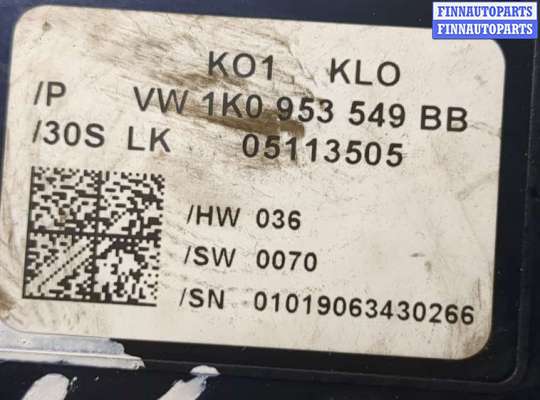 FINNAUTOPARTS
FINNAUTOPARTS
KO1 KLO
/P VW 1K0 953 549 BB
/30S LK 05113505
/HW 036
/SW 0070
/SN 01019063430266